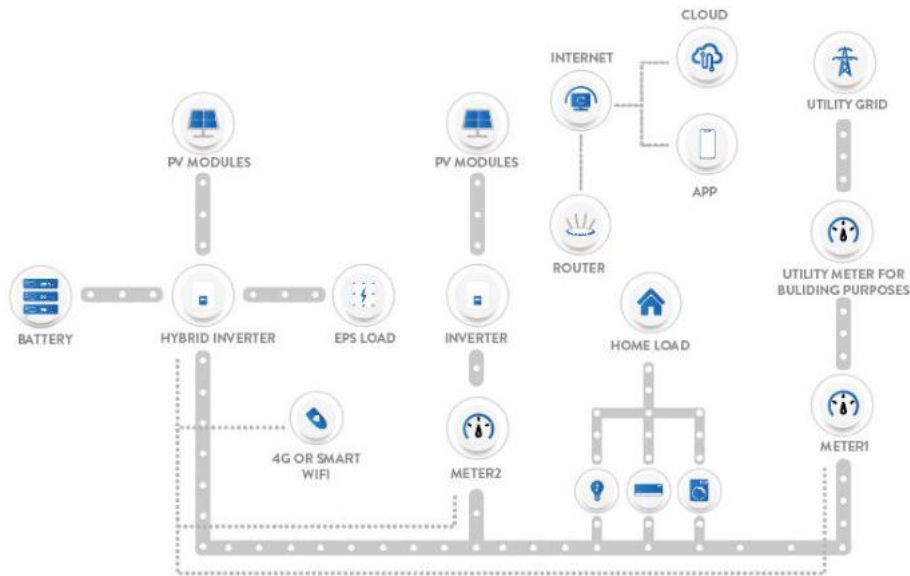 CLOUD
INTERNET
UTILITY GRID
PV MODULES
PV MODULES
APP
ROUTER
UTILITY METER FOR
BULIDING PURPOSES
BATTERY
HYBRID INVERTER
EPS LOAD
INVERTER
HOME LOAD
4G OR SMART
WIFI
METER2
METER1